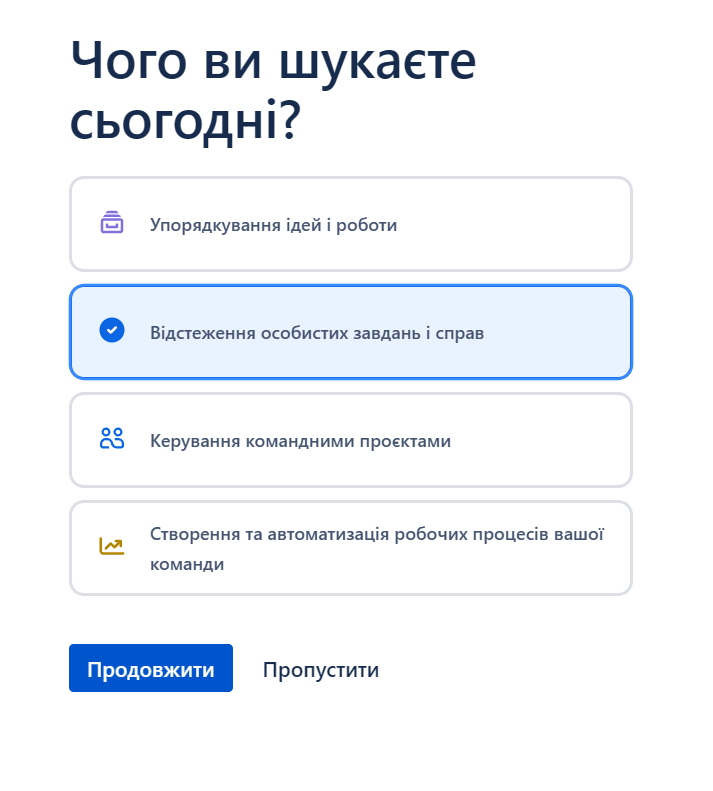 Чого ви шукаєте
сьогодні?
Упорядкування ідей і роботи
Відстеження особистих завдань і справ
Керування командними проєктами
Створення та автоматизація робочих процесів вашої
команди
Продовжити Пропустити